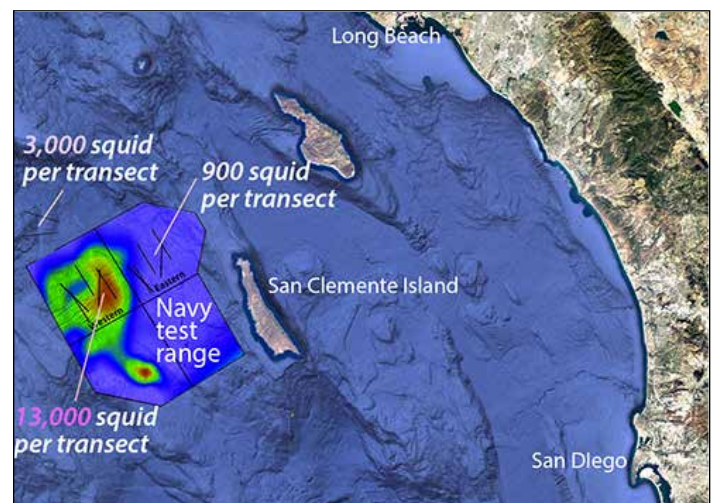 Long Beach
3,000 squid
per transect
900 squid
per transect
San Clemente Island
Eastern
Western
Navy
test
range
13,000 squid
per transect
San DIego